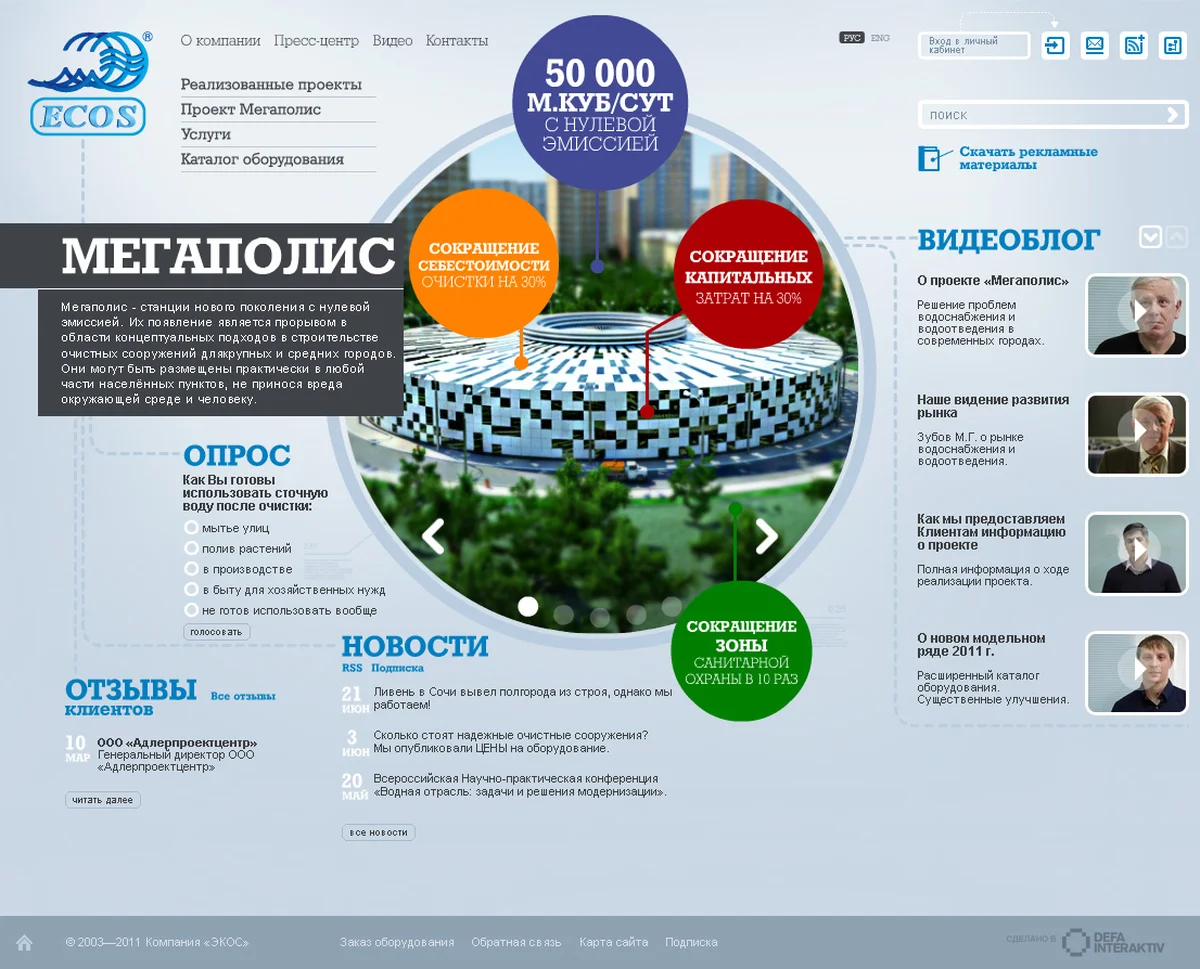 ECOS
®
О компании Пресс-центр Видео Контакты
Реализованные проекты
Проект Мегаполис
Услуги
Каталог оборудования
50 000
М.КУБ/СУТ
С НУЛЕВОЙ
ЭМИССИЕЙ
РУС ENG
Вход в личный
кабинет
поиск
Скачать рекламные
материалы
МЕГАПОЛИС
Мегаполис - станции нового поколения с нулевой
эмиссией. Их появление является прорывом в
области концептуальных подходов в строительстве
очистных сооружений длякрупных и средних городов.
Они могут быть размещены практически в любой
части населённых пунктов, не принося вреда
окружающей среде и человеку.
СОКРАЩЕНИЕ
СЕБЕСТОИМОСТИ
ОЧИСТКИ НА 30%
СОКРАЩЕНИЕ
КАПИТАЛЬНЫХ
ЗАТРАТ НА 30%
СОКРАЩЕНИЕ
ЗОНЫ
САНИТАРНОЙ
ОХРАНЫ В 10 РАЗ
ВИДЕОБЛОГ
О проекте «Мегаполис»
Решение проблем
водоснабжения и
водоотведения в
современных городах.
Наше видение развития
рынка
Зубов М.Г. о рынке
водоснабжения и
водоотведения.
Как мы предоставляем
Клиентам информацию
о проекте
Полная информация о ходе
реализации проекта.
О новом модельном
ряде 2011 г.
Расширенный каталог
оборудования.
Существенные улучшения.
ОПРОС
Как Вы готовы
использовать сточную
воду после очистки:
мытье улиц
полив растений
в производстве
в быту для хозяйственных нужд
не готов использовать вообще
голосовать
НОВОСТИ
RSS Подписка
21 ИЮН
Ливень в Сочи вывел полгорода из строя, однако мы
работаем!
3 ИЮН
Сколько стоят надежные очистные сооружения?
Мы опубликовали ЦЕНЫ на оборудование.
20 МАЙ
Всероссийская Научно-практическая конференция
«Водная отрасль: задачи и решения модернизации».
все новости
ОТЗЫВЫ Все отзывы
клиентов
10 МАР
ООО «Адлерпроектцентр»
Генеральный директор ООО
«Адлерпроектцентр»
читать далее
© 2003—2011 Компания «ЭКОС»
Заказ оборудования Обратная связь Карта сайта Подписка
СДЕЛАНО В
DEFA
INTERAKTIV